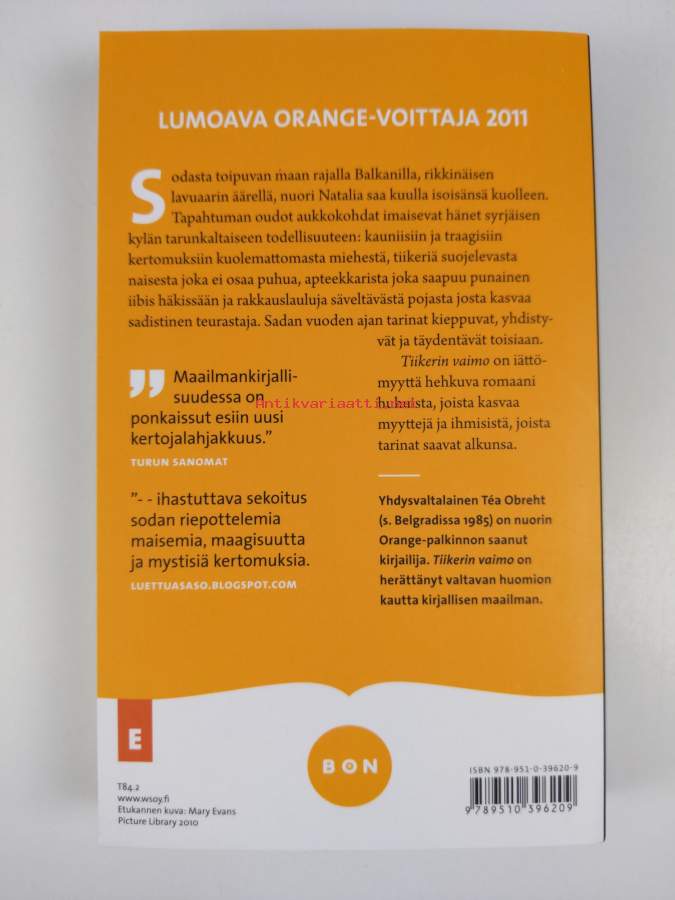 LUMOAVA ORANGE-VOITTAJA 2011
Sodasta toipuvan maan rajalla Balkanilla, rikkinäisen
lavuaarin äärellä, nuori Natalia saa kuulla isoisänsä kuolleen.
Tapahtuman oudot aukkokohdat imaisevat hänet syrjäisen
kylän tarunkaltaiseen todellisuuteen: kauniisiin ja traagisiin
kertomuksiin kuolemattomasta miehestä, tiikeriä suojelevasta
naisesta joka ei osaa puhua, apteekkarista joka saapuu punainen
iibis häkissään ja rakkauslauluja säveltävästä pojasta josta kasvaa
sadistinen teurastaja. Sadan vuoden ajan tarinat kieppuvat, yhdisty-
vät ja täydentävät toisiaan.
Tiikerin vaimo on iättö-
myyttä hehkuva romaani
huhuista, joista kasvaa
myyttejä ja ihmisistä, joista
tarinat saavat alkunsa.
” Maailmankirjalli-
suudessa on
ponkaissut esiin uusi
kertojalahjakkuus.”
TURUN SANOMAT
”- - ihastuttava sekoitus
sodan riepottelemia
maisemia, maagisuutta
ja mystisiä kertomuksia.
LUETTUASASO.BLOGSPOT.COM
Yhdysvaltalainen Téa Obreht
(s. Belgradissa 1985) on nuorin
Orange-palkinnon saanut
kirjailija. Tiikerin vaimo on
herättänyt valtavan huomion
kautta kirjallisen maailman.
Antikvariaatti.net
E
BON
T84.2
www.wsoy.fi
Etukannen kuva: Mary Evans
Picture Library 2010
ISBN 978-951-0-39620-9
9 789510 396209